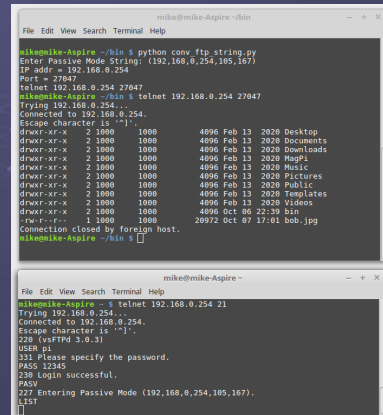 mike@mike-Aspire ~/bin
File Edit View Search Terminal Help
mike@mike-Aspire ~/bin $ python conv_ftp_string.py
Enter Passive Mode String: (192,168,0,254,105,167)
IP addr = 192.168.0.254
Port = 27047
telnet 192.168.0.254 27047
mike@mike-Aspire ~/bin $ telnet 192.168.0.254 27047
Trying 192.168.0.254...
Connected to 192.168.0.254.
Escape character is '^]'.
drwxr-xr-x 2 1000 1000 4096 Feb 13 2020 Desktop
drwxr-xr-x 2 1000 1000 4096 Feb 13 2020 Documents
drwxr-xr-x 2 1000 1000 4096 Feb 13 2020 Downloads
drwxr-xr-x 2 1000 1000 4096 Feb 13 2020 MagPi
drwxr-xr-x 2 1000 1000 4096 Feb 13 2020 Music
drwxr-xr-x 2 1000 1000 4096 Feb 13 2020 Pictures
drwxr-xr-x 2 1000 1000 4096 Feb 13 2020 Public
drwxr-xr-x 2 1000 1000 4096 Feb 13 2020 Templates
drwxr-xr-x 2 1000 1000 4096 Feb 13 2020 Videos
drwxr-xr-x 2 1000 1000 4096 Oct 06 22:39 bin
-rw-r--r-- 1 1000 1000 20972 Oct 07 17:01 bob.jpg
Connection closed by foreign host.
mike@mike-Aspire ~/bin $
mike@mike-Aspire ~
File Edit View Search Terminal Help
mike@mike-Aspire ~ $ telnet 192.168.0.254 21
Trying 192.168.0.254...
Connected to 192.168.0.254.
Escape character is '^]'.
220 (vsFTPd 3.0.3)
USER pi
331 Please specify the password.
PASS 12345
230 Login successful.
PASV
227 Entering Passive Mode (192,168,0,254,105,167).
LIST